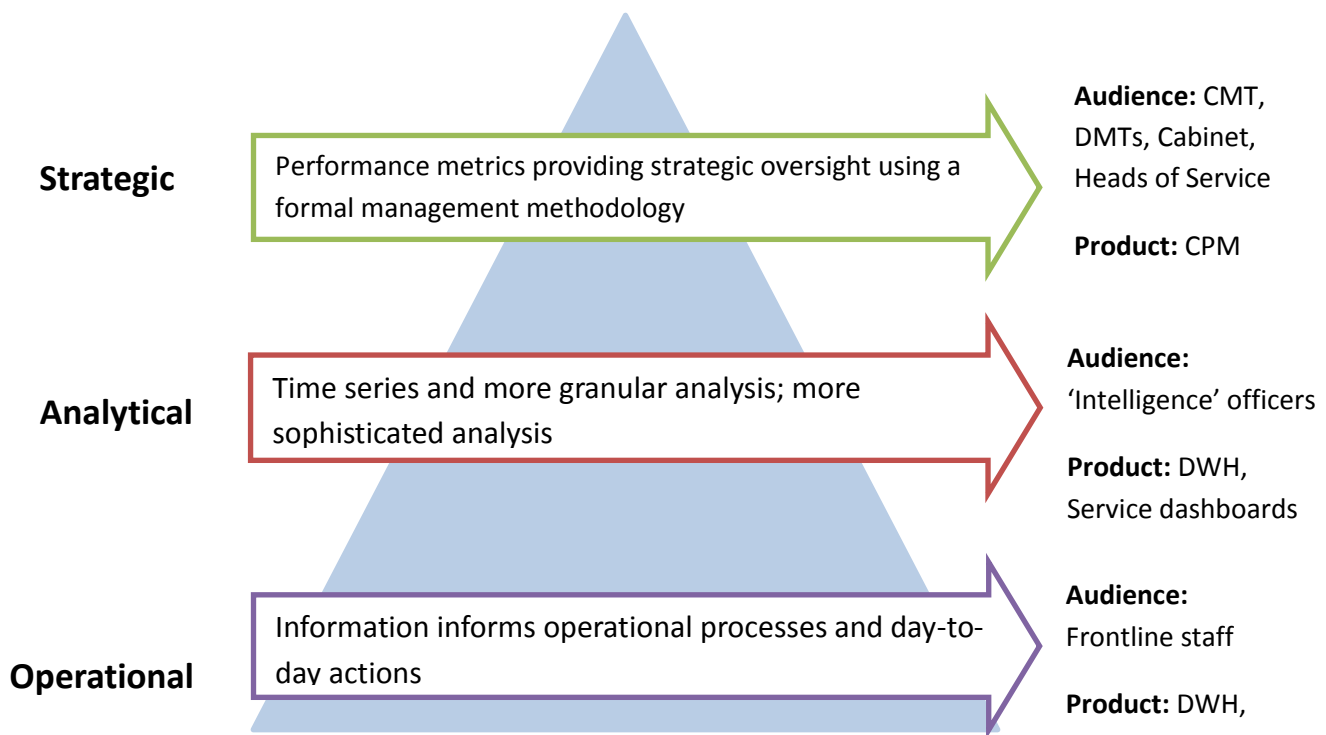 Strategic
Performance metrics providing strategic oversight using a
formal management methodology
Audience: CMT,
DMTs, Cabinet,
Heads of Service
Product: CPM
Analytical
Time series and more granular analysis; more
sophisticated analysis
Audience:
‘Intelligence’ officers
Product: DWH,
Service dashboards
Operational
Information informs operational processes and day-to-
day actions
Audience:
Frontline staff
Product: DWH,